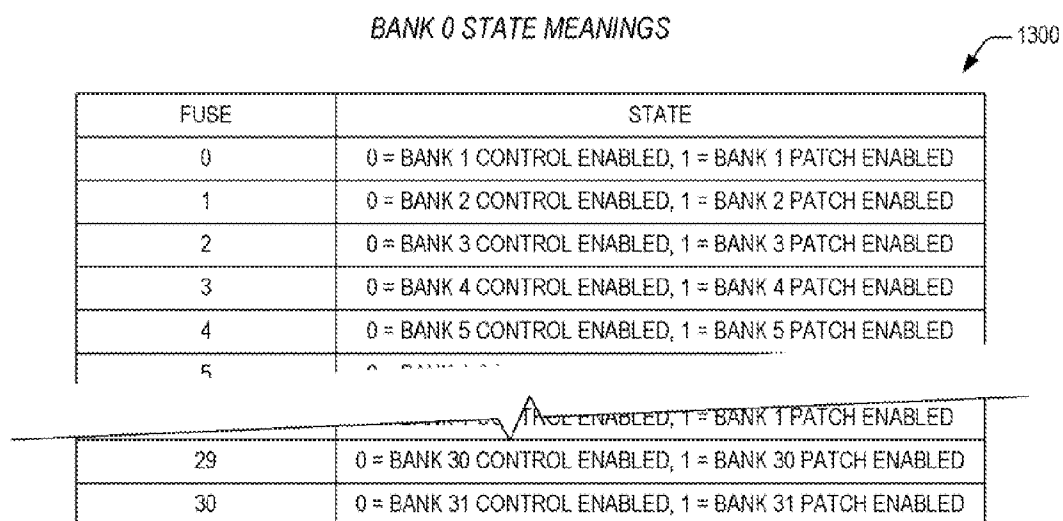 BANK 0 STATE MEANINGS
1300
FUSE STATE
0 0 = BANK 1 CONTROL ENABLED, 1 = BANK 1 PATCH ENABLED
1 0 = BANK 2 CONTROL ENABLED, 1 = BANK 2 PATCH ENABLED
2 0 = BANK 3 CONTROL ENABLED, 1 = BANK 3 PATCH ENABLED
3 0 = BANK 4 CONTROL ENABLED, 1 = BANK 4 PATCH ENABLED
4 0 = BANK 5 CONTROL ENABLED, 1 = BANK 5 PATCH ENABLED
5
ENABLED, 1 = BANK 1 PATCH ENABLED
29 0 = BANK 30 CONTROL ENABLED, 1 = BANK 30 PATCH ENABLED
30 0 = BANK 31 CONTROL ENABLED, 1 = BANK 31 PATCH ENABLED